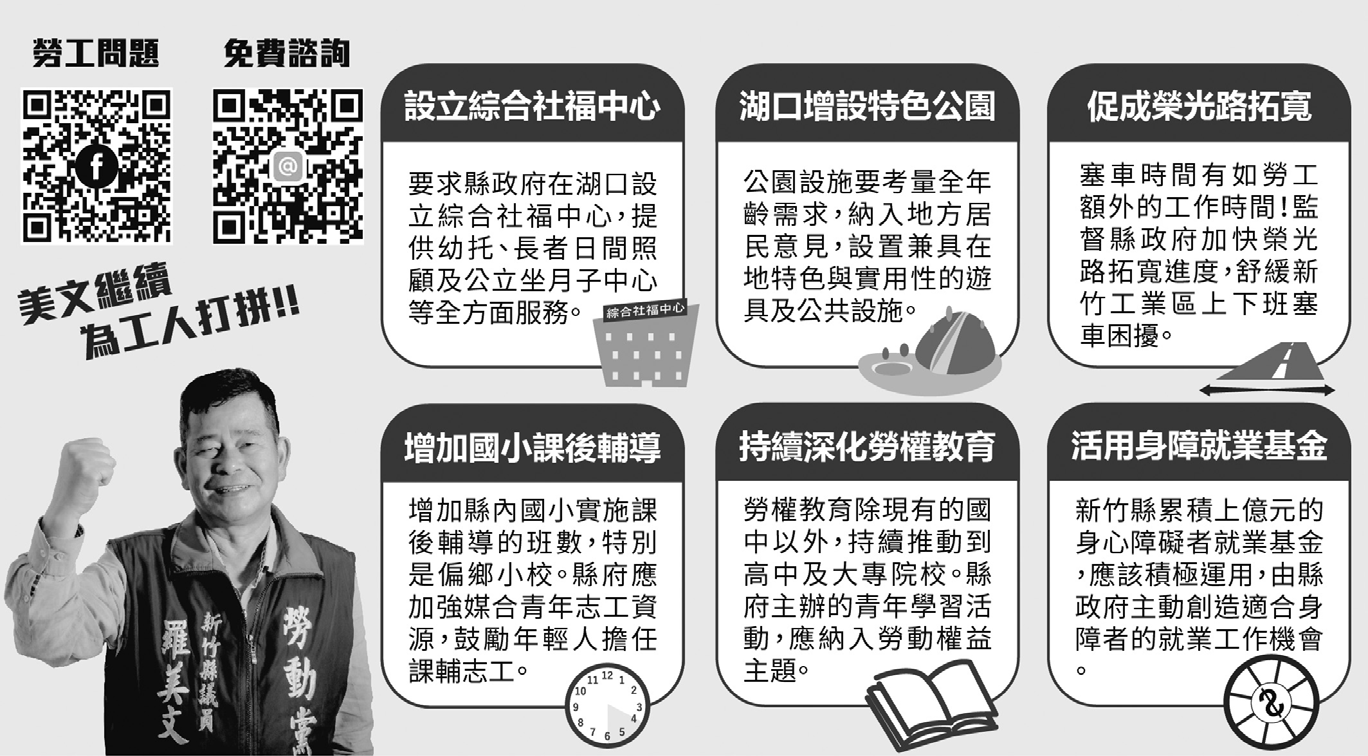 勞工問題
免費諮詢
f
@
美文繼續
為工人打拼!!
勞動黨
新竹縣議員
羅美文
設立綜合社福中心
要求縣政府在湖口設
立綜合社福中心,提
供幼托、長者日間照
顧及公立坐月子中心
等全方面服務。
綜合社福中心
湖口增設特色公園
公園設施要考量全年
齡需求,納入地方居
民意見,設置兼具在
地特色與實用性的遊
具及公共設施。
促成榮光路拓寬
塞車時間有如勞工
額外的工作時間!監
督縣政府加快榮光
路拓寬進度,舒緩新
竹工業區上下班塞
車困擾。
增加國小課後輔導
增加縣內國小實施課
後輔導的班數,特別
是偏鄉小校。縣府應
加強媒合青年志工資
源,鼓勵年輕人擔任
課輔志工。
12 1 2 3 4 5 6 7 8 9 10 11
持續深化勞權教育
勞權教育除現有的國
中以外,持續推動到
高中及大專院校。縣
府主辦的青年學習活
動,應納入勞動權益
主題。
活用身障就業基金
新竹縣累積上億元的
身心障礙者就業基金
,應該積極運用,由縣
政府主動創造適合身
障者的就業工作機會
。